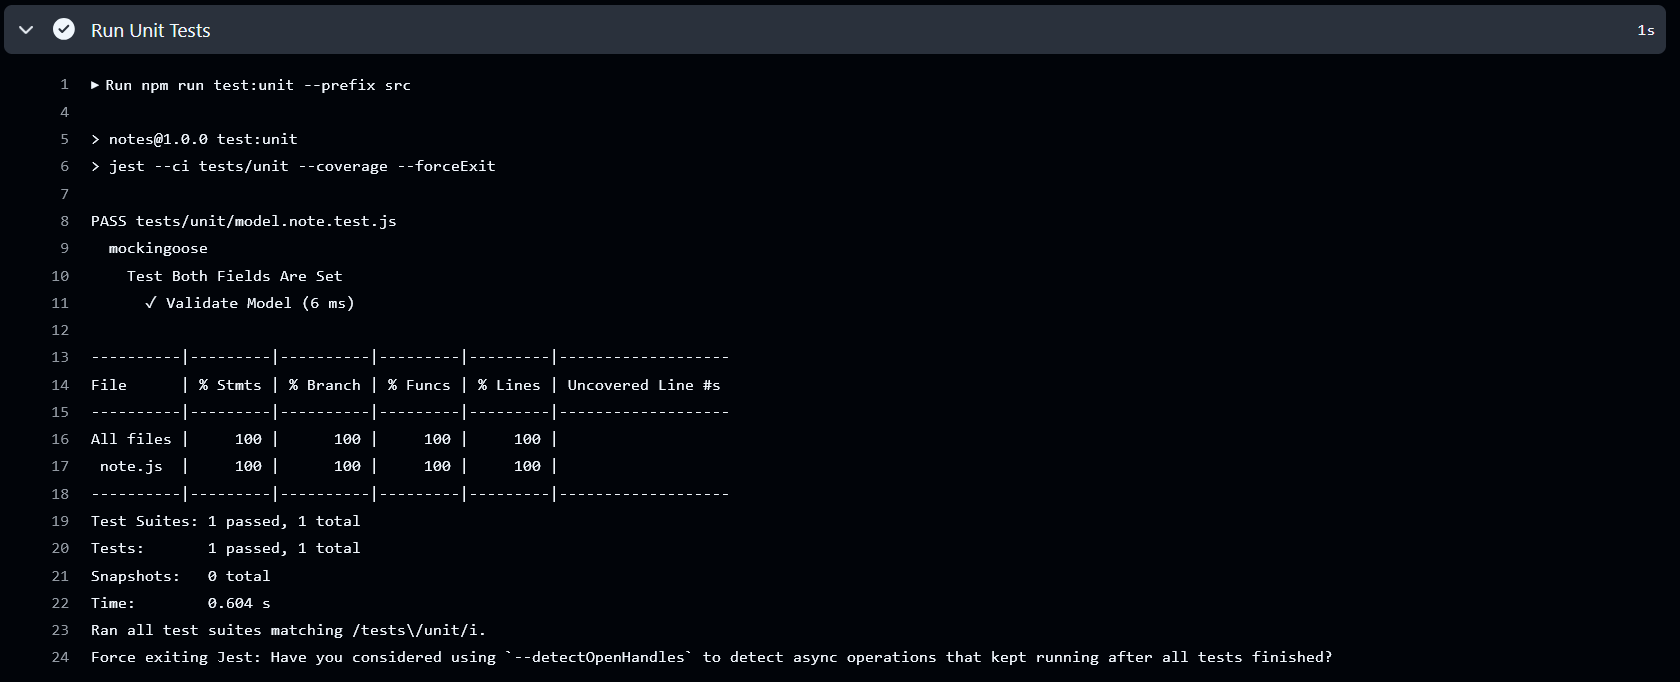 Run Unit Tests 1s
1 ▶ Run npm run test:unit --prefix src
4
5 > notes@1.0.0 test:unit
6 > jest --ci tests/unit --coverage --forceExit
7
8 PASS tests/unit/model.note.test.js
9   mockingoose
10     Test Both Fields Are Set
11       ✓ Validate Model (6 ms)
12
13 ----------|---------|----------|---------|---------|-------------------
14 File      | % Stmts | % Branch | % Funcs | % Lines | Uncovered Line #s
15 ----------|---------|----------|---------|---------|-------------------
16 All files |     100 |      100 |     100 |     100 |
17  note.js  |     100 |      100 |     100 |     100 |
18 ----------|---------|----------|---------|---------|-------------------
19 Test Suites: 1 passed, 1 total
20 Tests:       1 passed, 1 total
21 Snapshots:   0 total
22 Time:        0.604 s
23 Ran all test suites matching /tests\/unit/i.
24 Force exiting Jest: Have you considered using `--detectOpenHandles` to detect async operations that kept running after all tests finished?